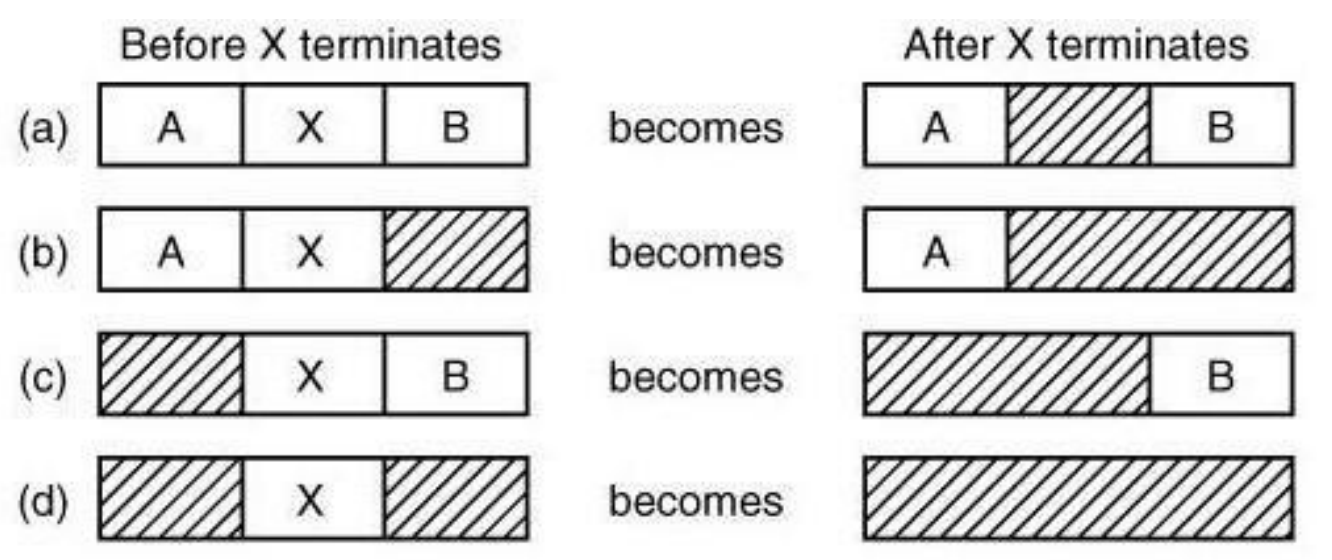 Before X terminates After X terminates
(a) A X B becomes A B
(b) A X becomes A
(c) X B becomes B
(d) X becomes